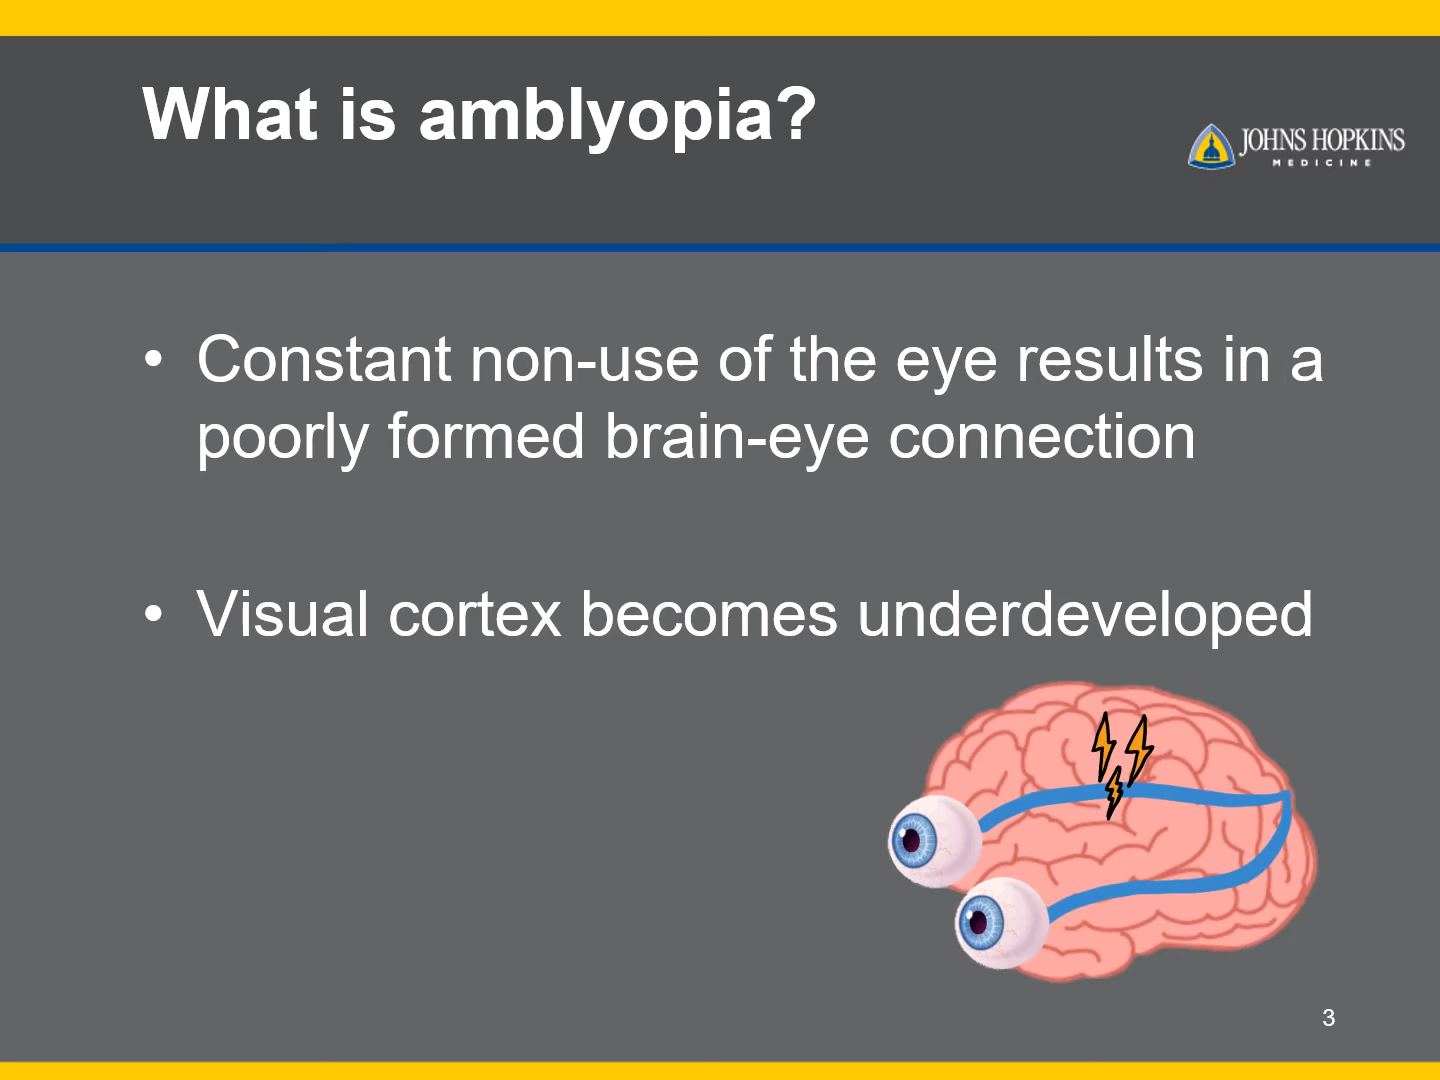 What is amblyopia?
JOHNS HOPKINS
MEDICINE
• Constant non-use of the eye results in a
poorly formed brain-eye connection
• Visual cortex becomes underdeveloped
3